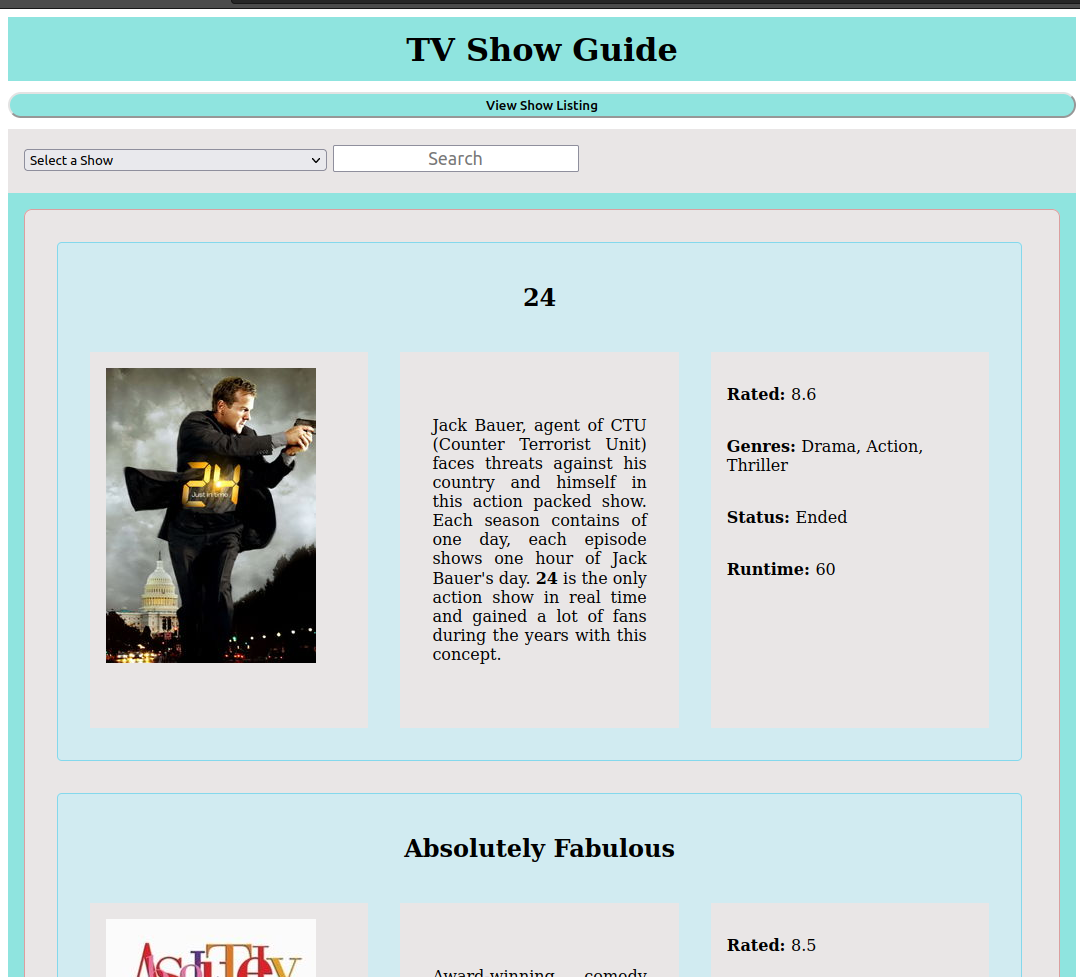 TV Show Guide
View Show Listing
Select a Show
Search
24
24
Just in time
Jack Bauer, agent of CTU
(Counter Terrorist Unit)
faces threats against his
country and himself in
this action packed show.
Each season contains of
one day, each episode
shows one hour of Jack
Bauer's day. 24 is the only
action show in real time
and gained a lot of fans
during the years with this
concept.
Rated: 8.6
Genres: Drama, Action,
Thriller
Status: Ended
Runtime: 60
Absolutely Fabulous
Award-winning comedy
Rated: 8.5